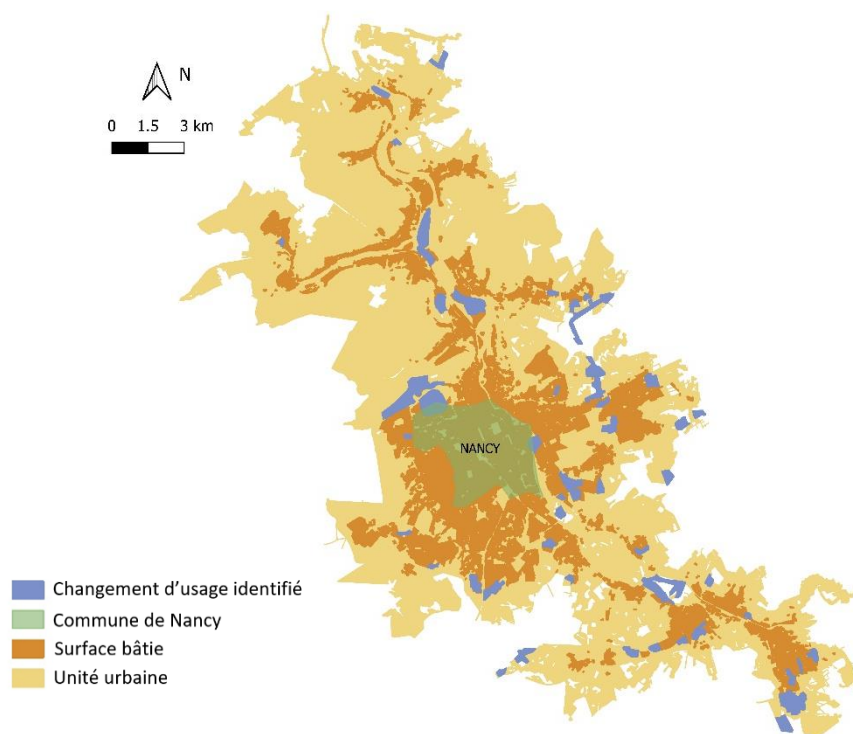 N
0 1.5 3 km
NANCY
Changement d'usage identifié
Commune de Nancy
Surface bâtie
Unité urbaine